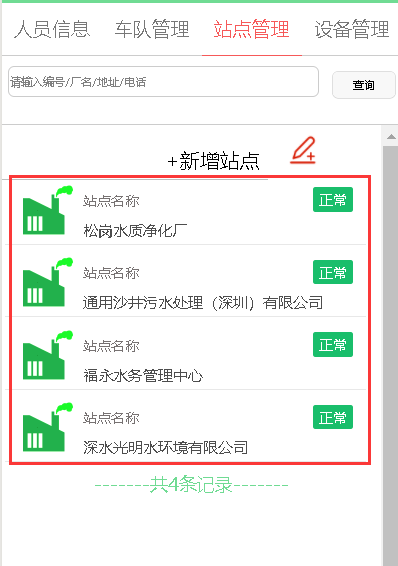 人员信息 车队管理 站点管理 设备管理
请输入编号/厂名/地址/电话 查询
+新增站点
站点名称 正常
松岗水质净化厂
站点名称 正常
通用沙井污水处理（深圳）有限公司
站点名称 正常
福永水务管理中心
站点名称 正常
深水光明水环境有限公司
-------共4条记录-------